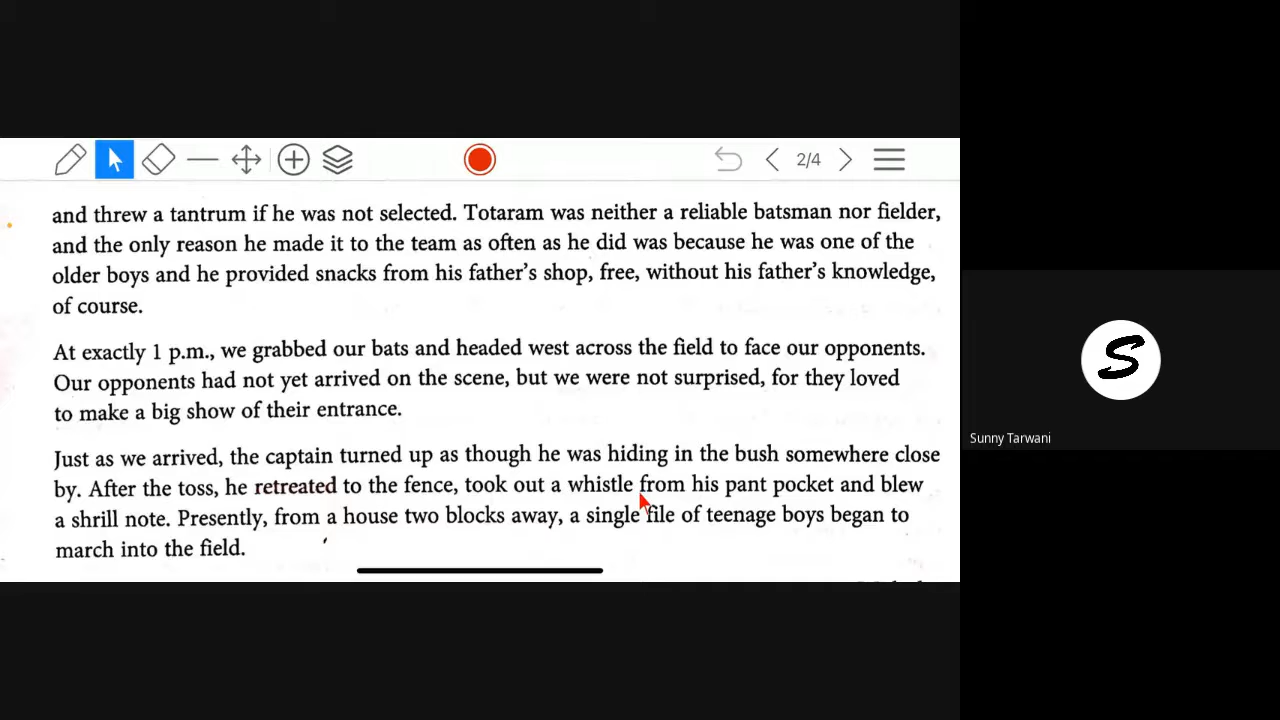 2/4
and threw a tantrum if he was not selected. Totaram was neither a reliable batsman nor fielder,
and the only reason he made it to the team as often as he did was because he was one of the
older boys and he provided snacks from his father's shop, free, without his father's knowledge,
of course.
At exactly 1 p.m., we grabbed our bats and headed west across the field to face our opponents.
Our opponents had not yet arrived on the scene, but we were not surprised, for they loved
to make a big show of their entrance.
Just as we arrived, the captain turned up as though he was hiding in the bush somewhere close
by. After the toss, he retreated to the fence, took out a whistle from his pant pocket and blew
a shrill note. Presently, from a house two blocks away, a single file of teenage boys began to
march into the field.
S
Sunny Tarwani